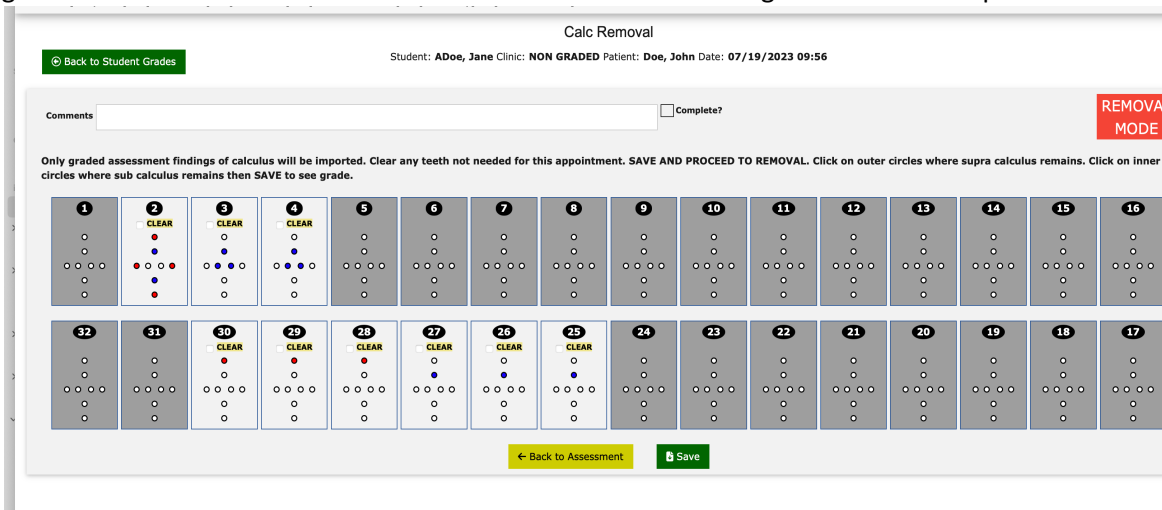 Calc Removal
Back to Student Grades
Student: ADoe, Jane Clinic: NON GRADED Patient: Doe, John Date: 07/19/2023 09:56
Comments
Complete?
REMOVA
MODE
Only graded assessment findings of calculus will be imported. Clear any teeth not needed for this appointment. SAVE AND PROCEED TO REMOVAL. Click on outer circles where supra calculus remains. Click on inner
circles where sub calculus remains then SAVE to see grade.
1 2 3 4 5 6 7 8 9 10 11 12 13 14 15 16
CLEAR CLEAR CLEAR
32 31 30 29 28 27 26 25 24 23 22 21 20 19 18 17
CLEAR CLEAR CLEAR CLEAR CLEAR CLEAR
Back to Assessment Save